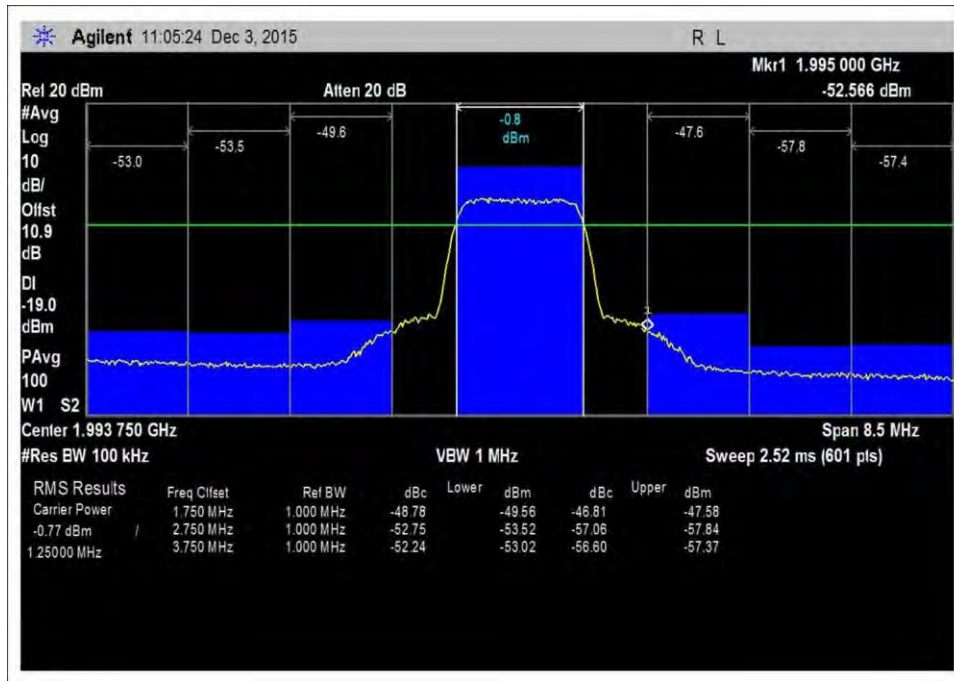 Agilent 11:05:24 Dec 3, 2015 R L
Mkr1 1.995 000 GHz
Ref 20 dBm Atten 20 dB -52.566 dBm
#Avg
Log
10
dB/
Offst
10.9
dB
DI
-19.0
dBm
PAvg
100
W1 S2
-53.0 -53.5 -49.6 -0.8 dBm -47.6 -57.8 -57.4
1
Center 1.993 750 GHz Span 8.5 MHz
#Res BW 100 kHz VBW 1 MHz Sweep 2.52 ms (601 pts)
RMS Results Freq Offset Ref BW dBc Lower dBm dBc Upper dBm
Carrier Power 1.750 MHz 1.000 MHz -48.78 -49.56 -46.81 -47.58
-0.77 dBm / 2.750 MHz 1.000 MHz -52.75 -53.52 -57.06 -57.84
1.25000 MHz 3.750 MHz 1.000 MHz -52.24 -53.02 -56.60 -57.37